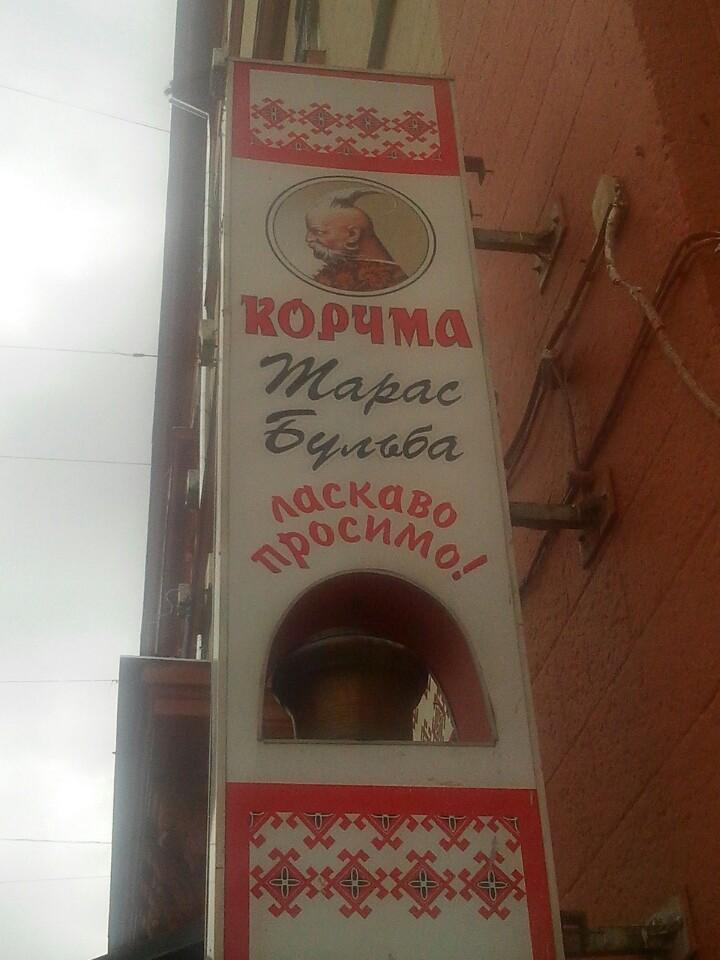 КОРЧМА
Тарас
Бульба
ласкаво
просимо!